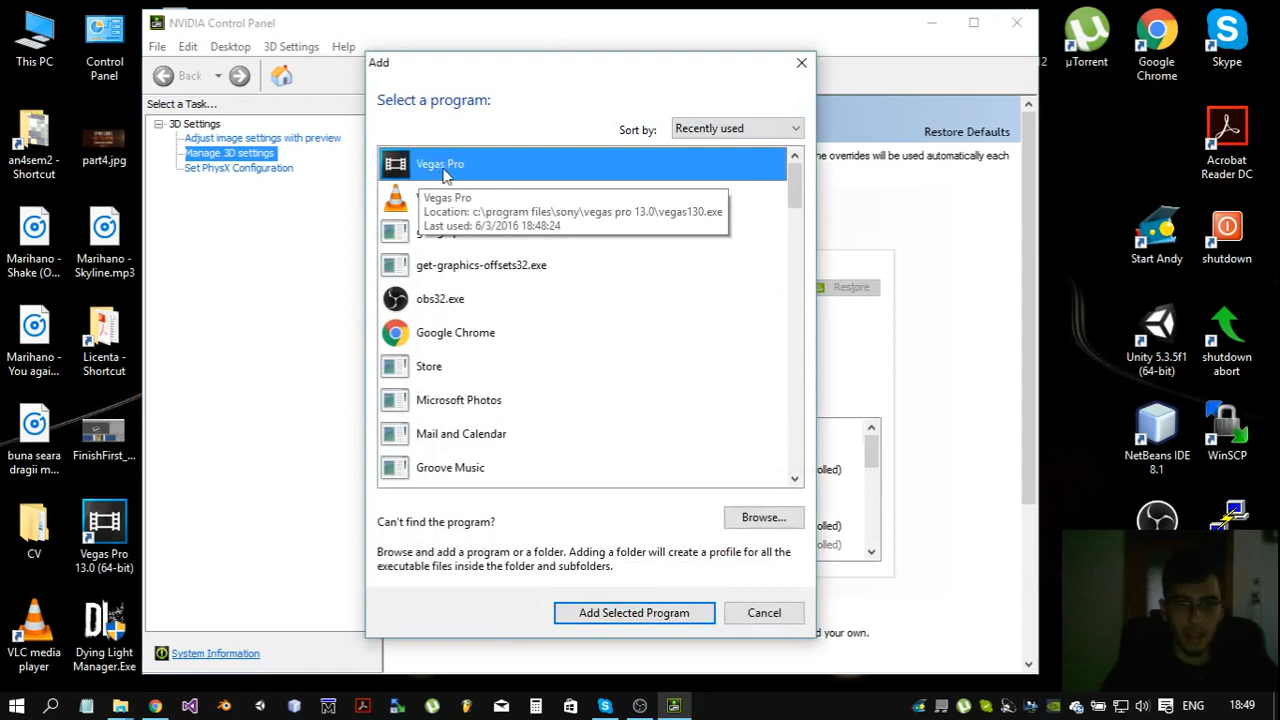 This PC
Control Panel
an4sem2 - Shortcut
part4.jpg
Marihano - Shake (O...
Marihano - Skyline.mp3
Marihano - You agai...
Licenta - Shortcut
buna seara dragii m...
FinishFirst_...
CV
Vegas Pro 13.0 (64-bit)
VLC media player
Dying Light Manager.Exe
NVIDIA Control Panel
File Edit Desktop 3D Settings Help
Back
Select a Task...
3D Settings
Adjust image settings with preview
Manage 3D settings
Set PhysX Configuration
System Information
Add
Select a program:
Sort by: Recently used
Vegas Pro
Vegas Pro
Location: c:\program files\sony\vegas pro 13.0\vegas130.exe
Last used: 6/3/2016 18:48:24
get-graphics-offsets32.exe
obs32.exe
Google Chrome
Store
Microsoft Photos
Mail and Calendar
Groove Music
Can't find the program?
Browse...
Browse and add a program or a folder. Adding a folder will create a profile for all the
executable files inside the folder and subfolders.
Add Selected Program
Cancel
Restore Defaults
he overrides will be used automatically each
Restore
olled)
olled)
olled)
d your own.
12
µTorrent
Google Chrome
Skype
Acrobat Reader DC
Start Andy
shutdown
Unity 5.3.5f1 (64-bit)
shutdown abort
NetBeans IDE 8.1
WinSCP
ENG
18:49